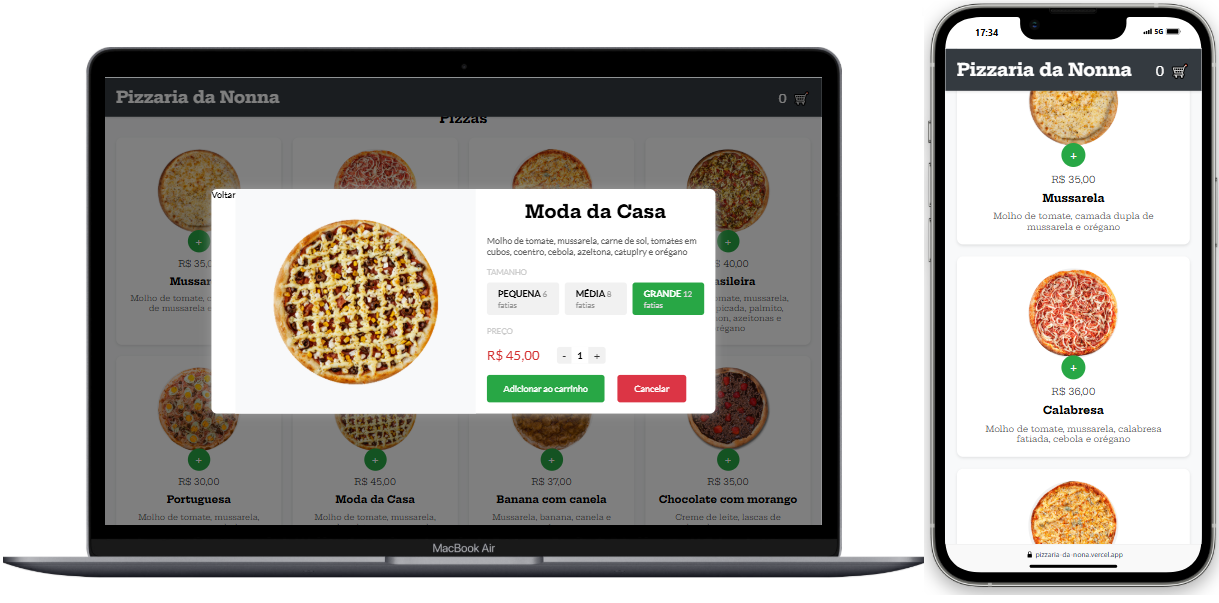 Pizzaria da Nonna
0
Pizzas
R$ 35,0
Mussar
Molho de tomate, c
de mussarela e
$ 40,00
sileira
tomate, mussarela,
picada, palmito,
on, azeitonas e
régano
Voltar
Moda da Casa
Molho de tomate, mussarela, carne de sol, tomates em
cubos, coentro, cebola, azeitona, catupiry e orégano
TAMANHO
PEQUENA 6
fatias
MÉDIA 8
fatias
GRANDE 12
fatias
PREÇO
R$ 45,00
-
1
+
Adicionar ao carrinho
Cancelar
+
+
+
+
+
+
R$ 30,00
Portuguesa
Molho de tomate, mussarela,
R$ 45,00
Moda da Casa
Molho de tomate, mussarela,
R$ 37,00
Banana com canela
Mussarela, banana, canela e
R$ 35,00
Chocolate com morango
Creme de leite, lascas de
MacBook Air
17:34
5G
Pizzaria da Nonna
0
+
R$ 35,00
Mussarela
Molho de tomate, camada dupla de
mussarela e orégano
+
R$ 36,00
Calabresa
Molho de tomate, mussarela, calabresa
fatiada, cebola e orégano
pizzaria-da-nona.vercel.app